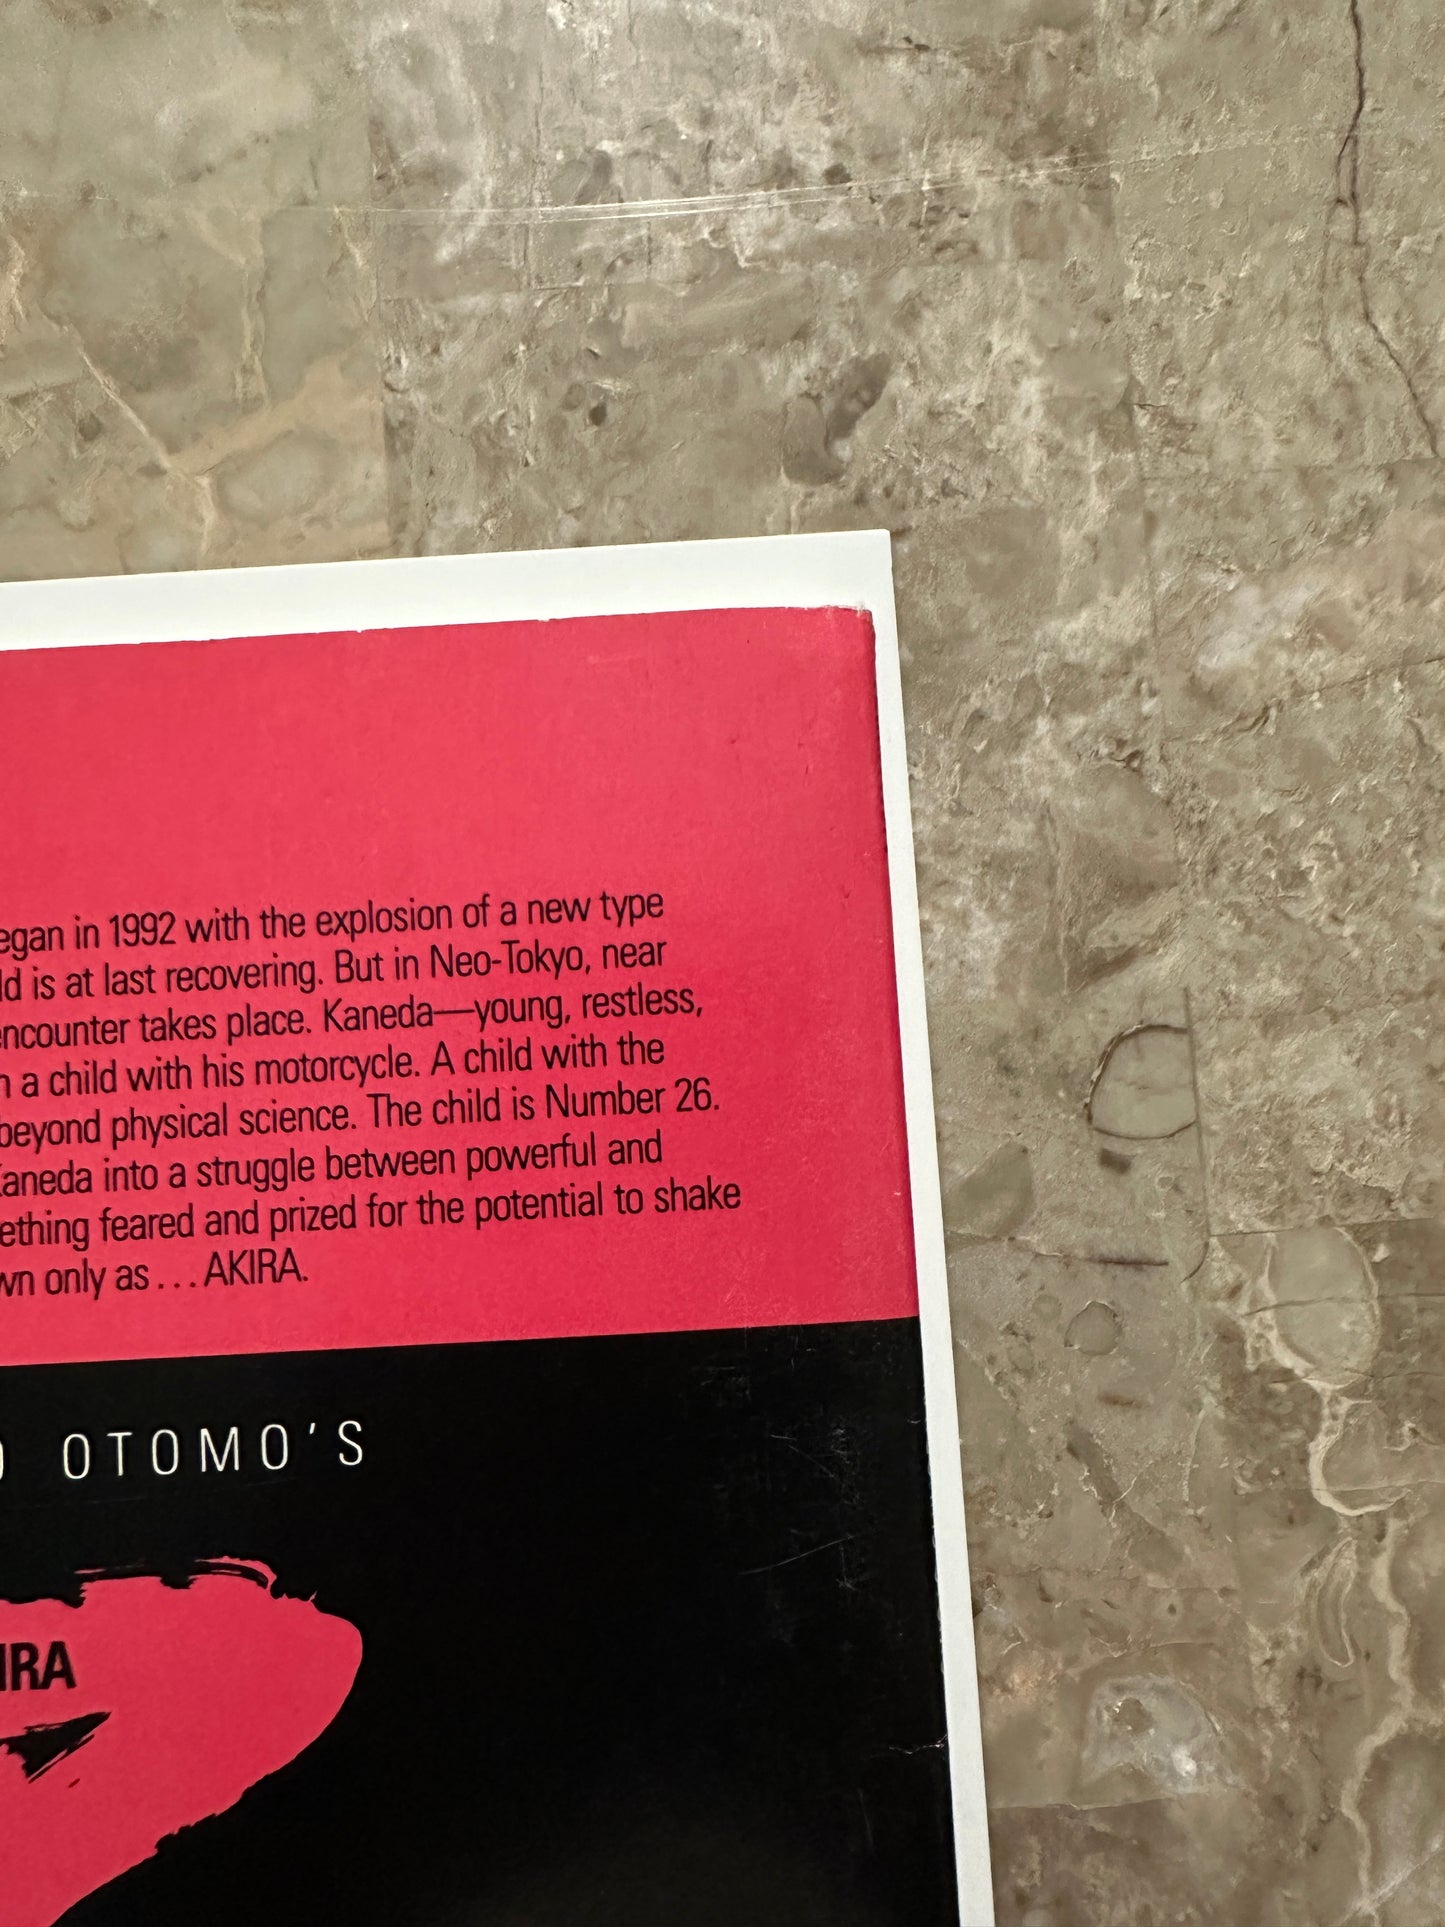 egan in 1992 with the explosion of a new type
ld is at last recovering. But in Neo-Tokyo, near
encounter takes place. Kaneda—young, restless,
a child with his motorcycle. A child with the
beyond physical science. The child is Number 26.
Kaneda into a struggle between powerful and
ething feared and prized for the potential to shake
wn only as . . . AKIRA.
O OTOMO'S
IRA